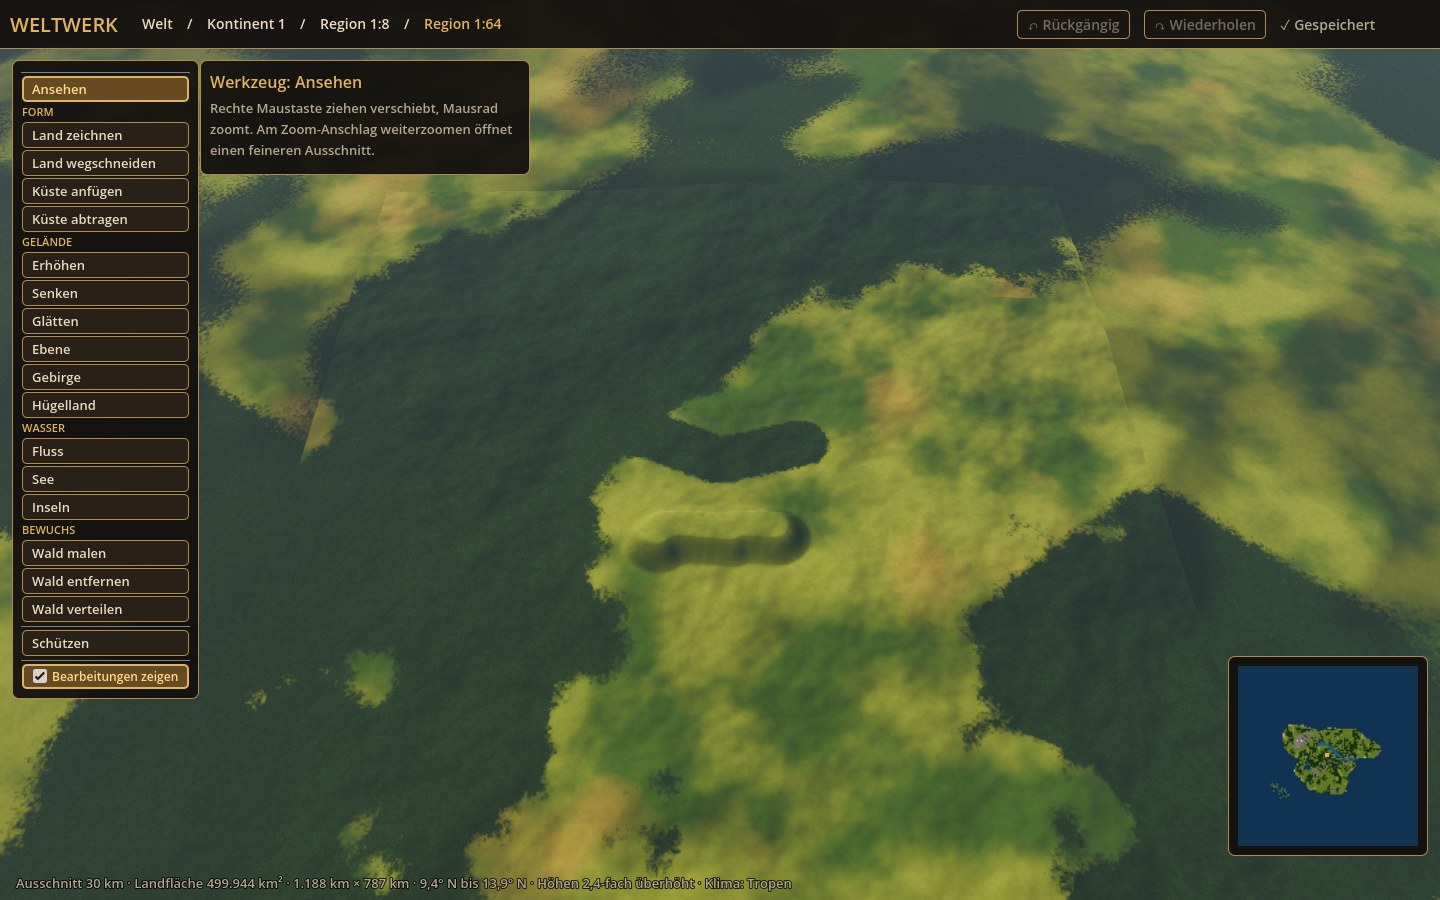 WELTWERK
Welt / Kontinent 1 / Region 1:8 / Region 1:64
Rückgängig
Wiederholen
✓ Gespeichert
Ansehen
FORM
Land zeichnen
Land wegschneiden
Küste anfügen
Küste abtragen
GELÄNDE
Erhöhen
Senken
Glätten
Ebene
Gebirge
Hügelland
WASSER
Fluss
See
Inseln
BEWUCHS
Wald malen
Wald entfernen
Wald verteilen
Schützen
Bearbeitungen zeigen
Werkzeug: Ansehen
Rechte Maustaste ziehen verschiebt, Mausrad
zoomt. Am Zoom-Anschlag weiterzoomen öffnet
einen feineren Ausschnitt.
Ausschnitt 30 km · Landfläche 499.944 km² · 1.188 km × 787 km · 9,4° N bis 13,9° N · Höhen 2,4-fach überhöht · Klima: Tropen